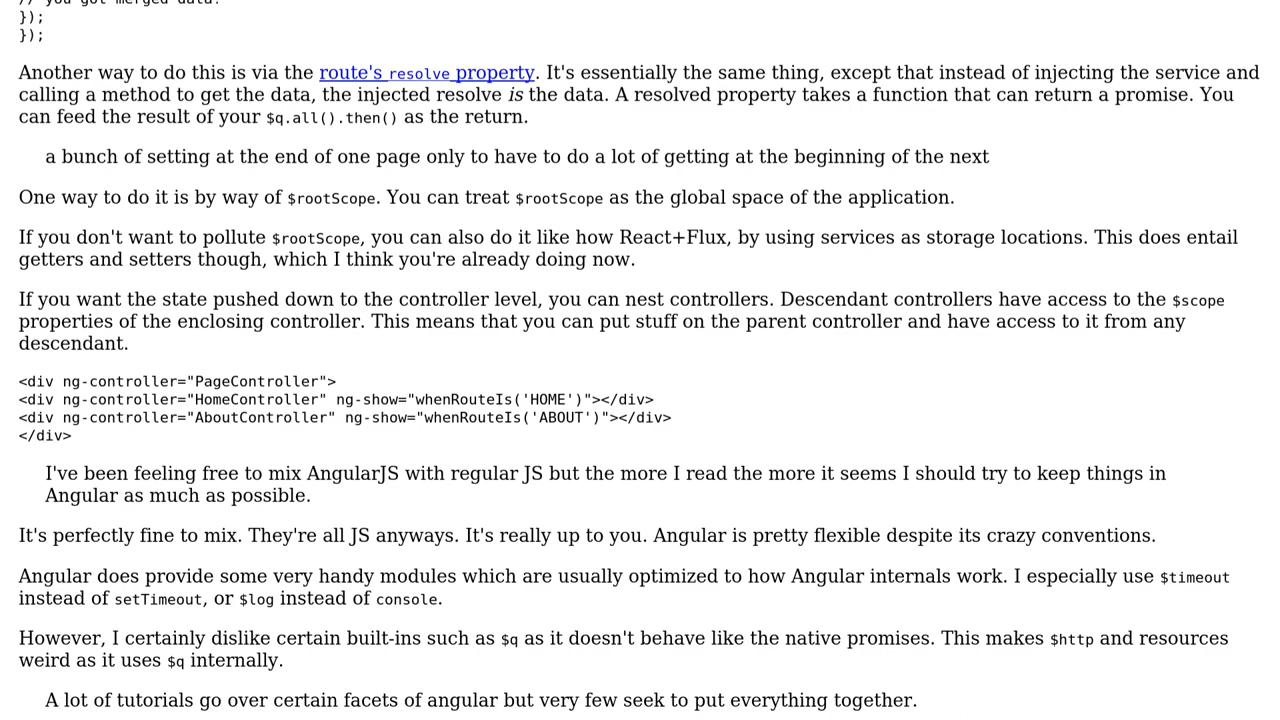 // you got merged data!
});
});
Another way to do this is via the route's resolve property. It's essentially the same thing, except that instead of injecting the service and
calling a method to get the data, the injected resolve is the data. A resolved property takes a function that can return a promise. You
can feed the result of your $q.all().then() as the return.
a bunch of setting at the end of one page only to have to do a lot of getting at the beginning of the next
One way to do it is by way of $rootScope. You can treat $rootScope as the global space of the application.
If you don't want to pollute $rootScope, you can also do it like how React+Flux, by using services as storage locations. This does entail
getters and setters though, which I think you're already doing now.
If you want the state pushed down to the controller level, you can nest controllers. Descendant controllers have access to the $scope
properties of the enclosing controller. This means that you can put stuff on the parent controller and have access to it from any
descendant.
<div ng-controller="PageController">
<div ng-controller="HomeController" ng-show="whenRouteIs('HOME')"></div>
<div ng-controller="AboutController" ng-show="whenRouteIs('ABOUT')"></div>
</div>
I've been feeling free to mix AngularJS with regular JS but the more I read the more it seems I should try to keep things in
Angular as much as possible.
It's perfectly fine to mix. They're all JS anyways. It's really up to you. Angular is pretty flexible despite its crazy conventions.
Angular does provide some very handy modules which are usually optimized to how Angular internals work. I especially use $timeout
instead of setTimeout, or $log instead of console.
However, I certainly dislike certain built-ins such as $q as it doesn't behave like the native promises. This makes $http and resources
weird as it uses $q internally.
A lot of tutorials go over certain facets of angular but very few seek to put everything together.